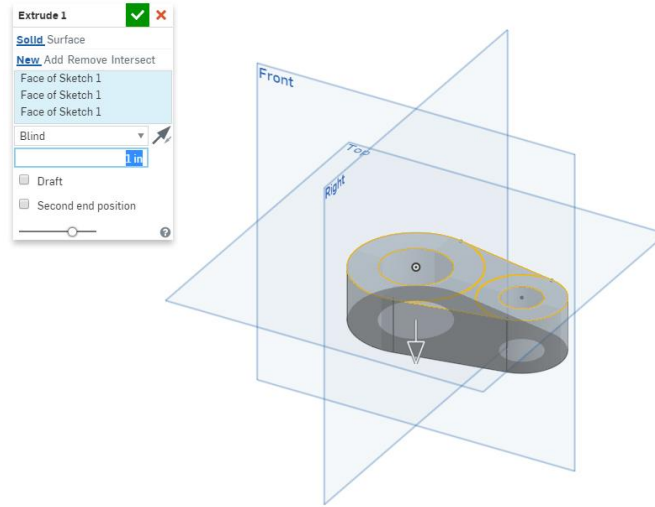 Extrude 1
Solid Surface
New Add Remove Intersect
Face of Sketch 1
Face of Sketch 1
Face of Sketch 1
Blind
1 in
Draft
Second end position
Front
Top
Right